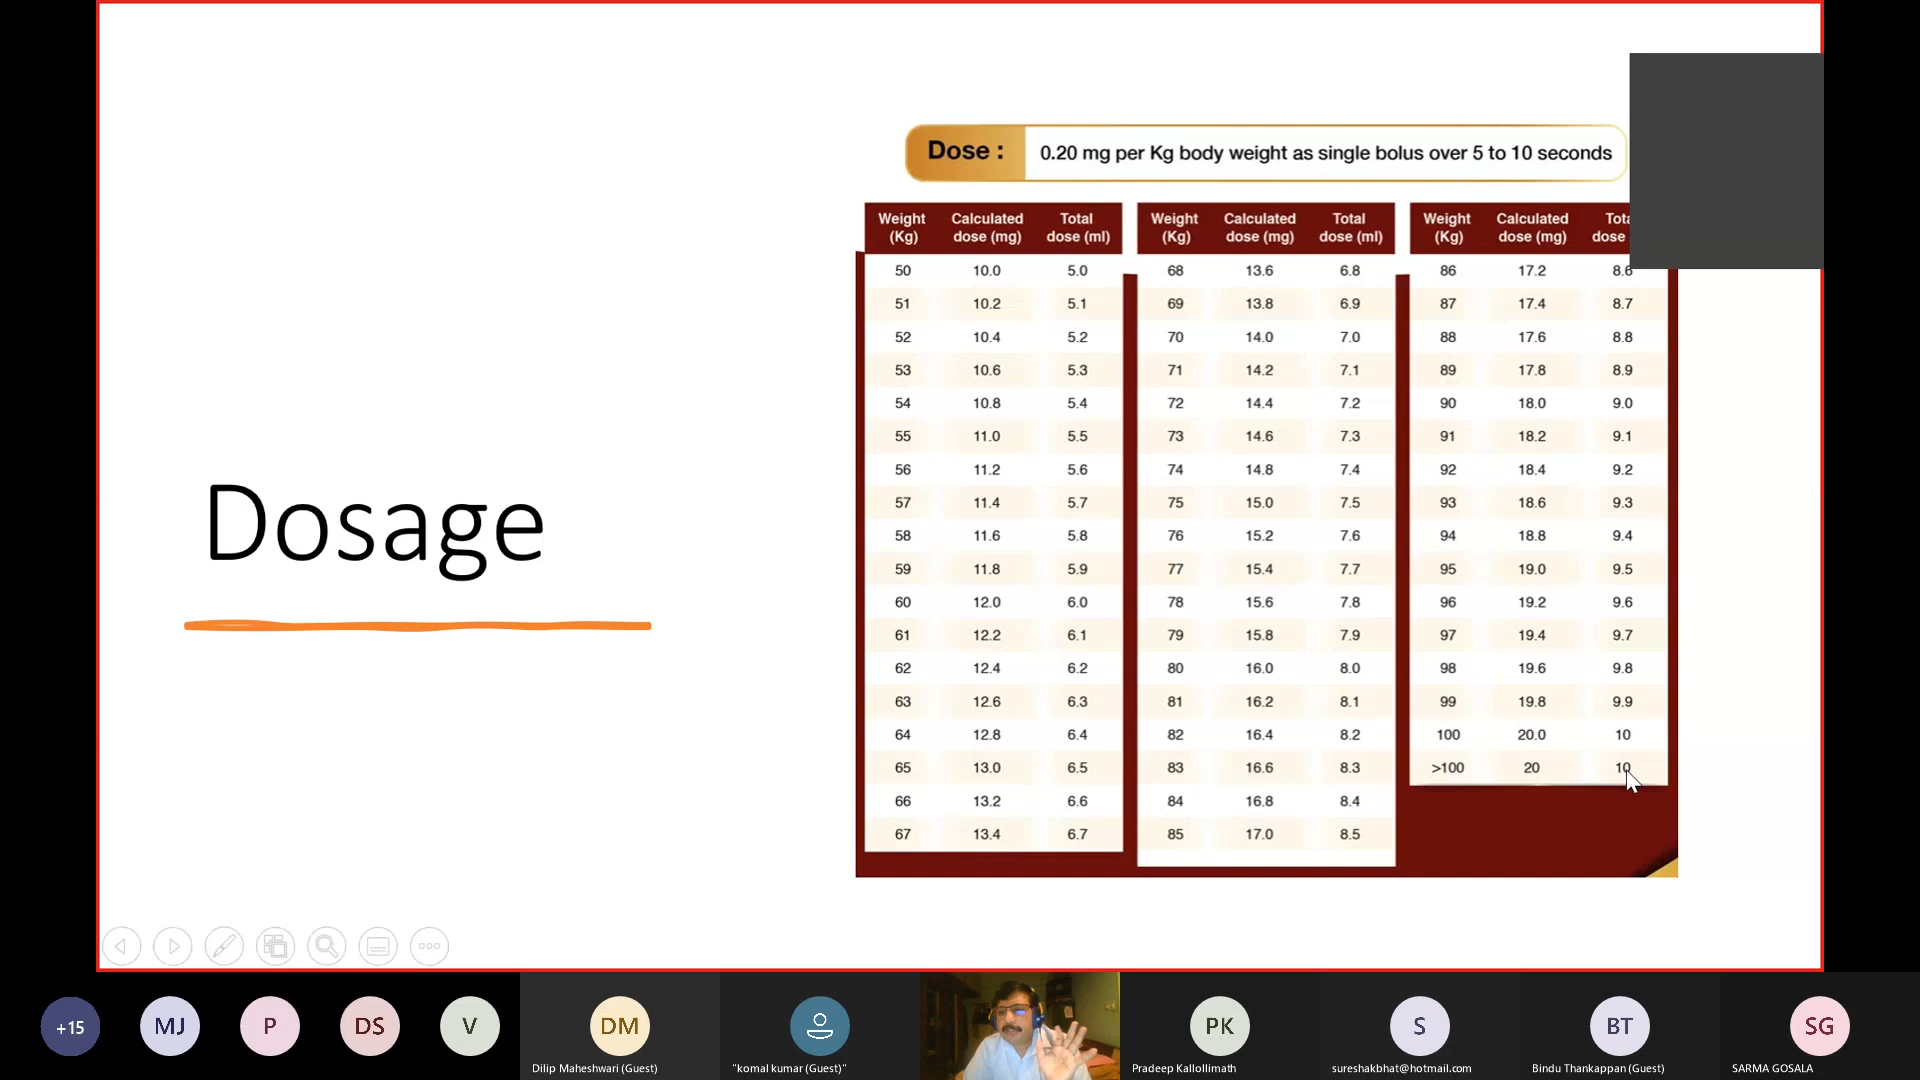 Dose : 0.20 mg per Kg body weight as single bolus over 5 to 10 seconds
Weight (Kg) Calculated dose (mg) Total dose (ml)
50 10.0 5.0
51 10.2 5.1
52 10.4 5.2
53 10.6 5.3
54 10.8 5.4
55 11.0 5.5
56 11.2 5.6
57 11.4 5.7
58 11.6 5.8
59 11.8 5.9
60 12.0 6.0
61 12.2 6.1
62 12.4 6.2
63 12.6 6.3
64 12.8 6.4
65 13.0 6.5
66 13.2 6.6
67 13.4 6.7
Weight (Kg) Calculated dose (mg) Total dose (ml)
68 13.6 6.8
69 13.8 6.9
70 14.0 7.0
71 14.2 7.1
72 14.4 7.2
73 14.6 7.3
74 14.8 7.4
75 15.0 7.5
76 15.2 7.6
77 15.4 7.7
78 15.6 7.8
79 15.8 7.9
80 16.0 8.0
81 16.2 8.1
82 16.4 8.2
83 16.6 8.3
84 16.8 8.4
85 17.0 8.5
Weight (Kg) Calculated dose (mg) dose
86 17.2 8.6
87 17.4 8.7
88 17.6 8.8
89 17.8 8.9
90 18.0 9.0
91 18.2 9.1
92 18.4 9.2
93 18.6 9.3
94 18.8 9.4
95 19.0 9.5
96 19.2 9.6
97 19.4 9.7
98 19.6 9.8
99 19.8 9.9
100 20.0 10
>100 20 10
Dosage
+15 MJ P DS V DM PK S BT SG
Dilip Maheshwari (Guest) "komal kumar (Guest)" Pradeep Kallollimath sureshakbhat@hotmail.com Bindu Thankappan (Guest) SARMA GOSALA